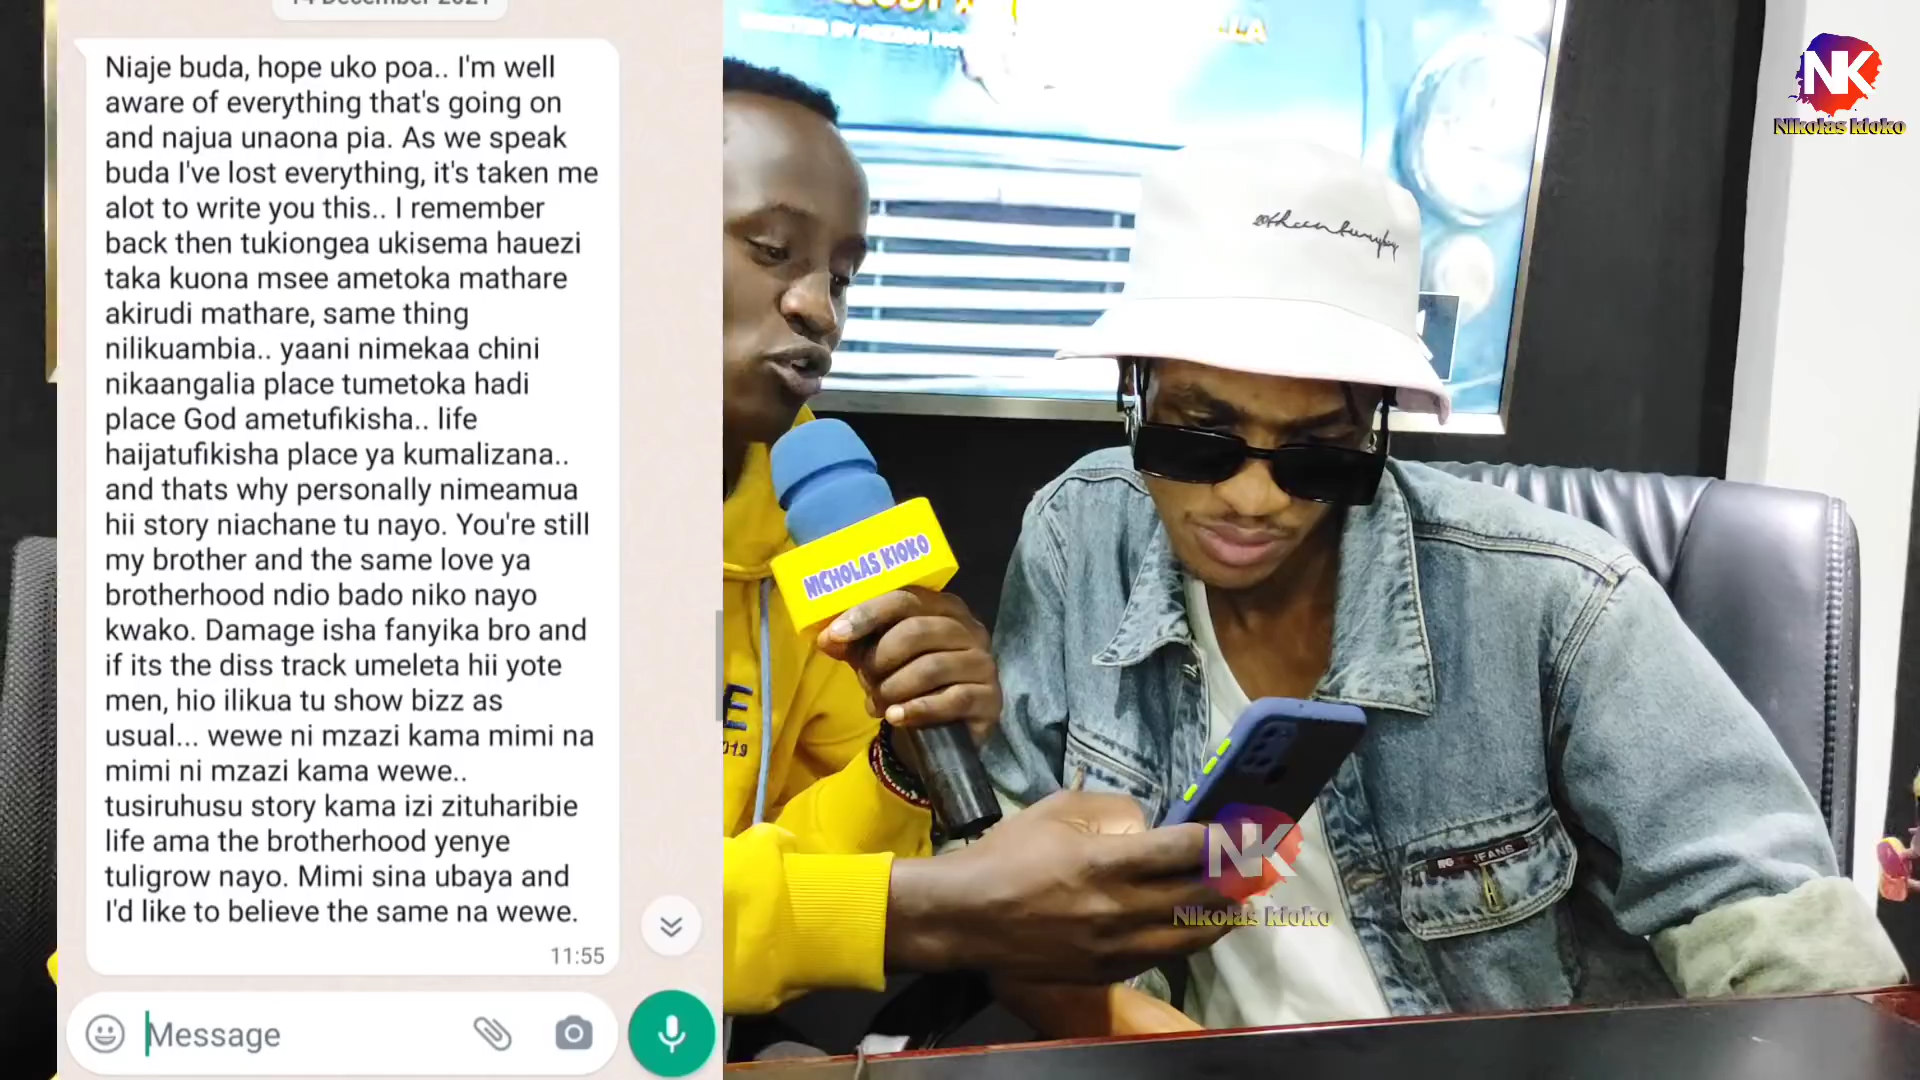 14 December 2021
Niaje buda, hope uko poa.. I'm well
aware of everything that's going on
and najua unaona pia. As we speak
buda I've lost everything, it's taken me
alot to write you this.. I remember
back then tukiongea ukisema hauezi
taka kuona msee ametoka mathare
akirudi mathare, same thing
nilikuambia.. yaani nimekaa chini
nikaangalia place tumetoka hadi
place God ametufikisha.. life
haijatufikisha place ya kumalizana..
and thats why personally nimeamua
hii story niachane tu nayo. You're still
my brother and the same love ya
brotherhood ndio bado niko nayo
kwako. Damage isha fanyika bro and
if its the diss track umeleta hii yote
men, hio ilikua tu show bizz as
usual... wewe ni mzazi kama mimi na
mimi ni mzazi kama wewe..
tusiruhusu story kama izi zituharibie
life ama the brotherhood yenye
tuligrow nayo. Mimi sina ubaya and
I'd like to believe the same na wewe.
11:55
Message
NK
Nikolas kioko
NICHOLAS KIOKO
E
2019
JEANS
NK
Nikolas kioko